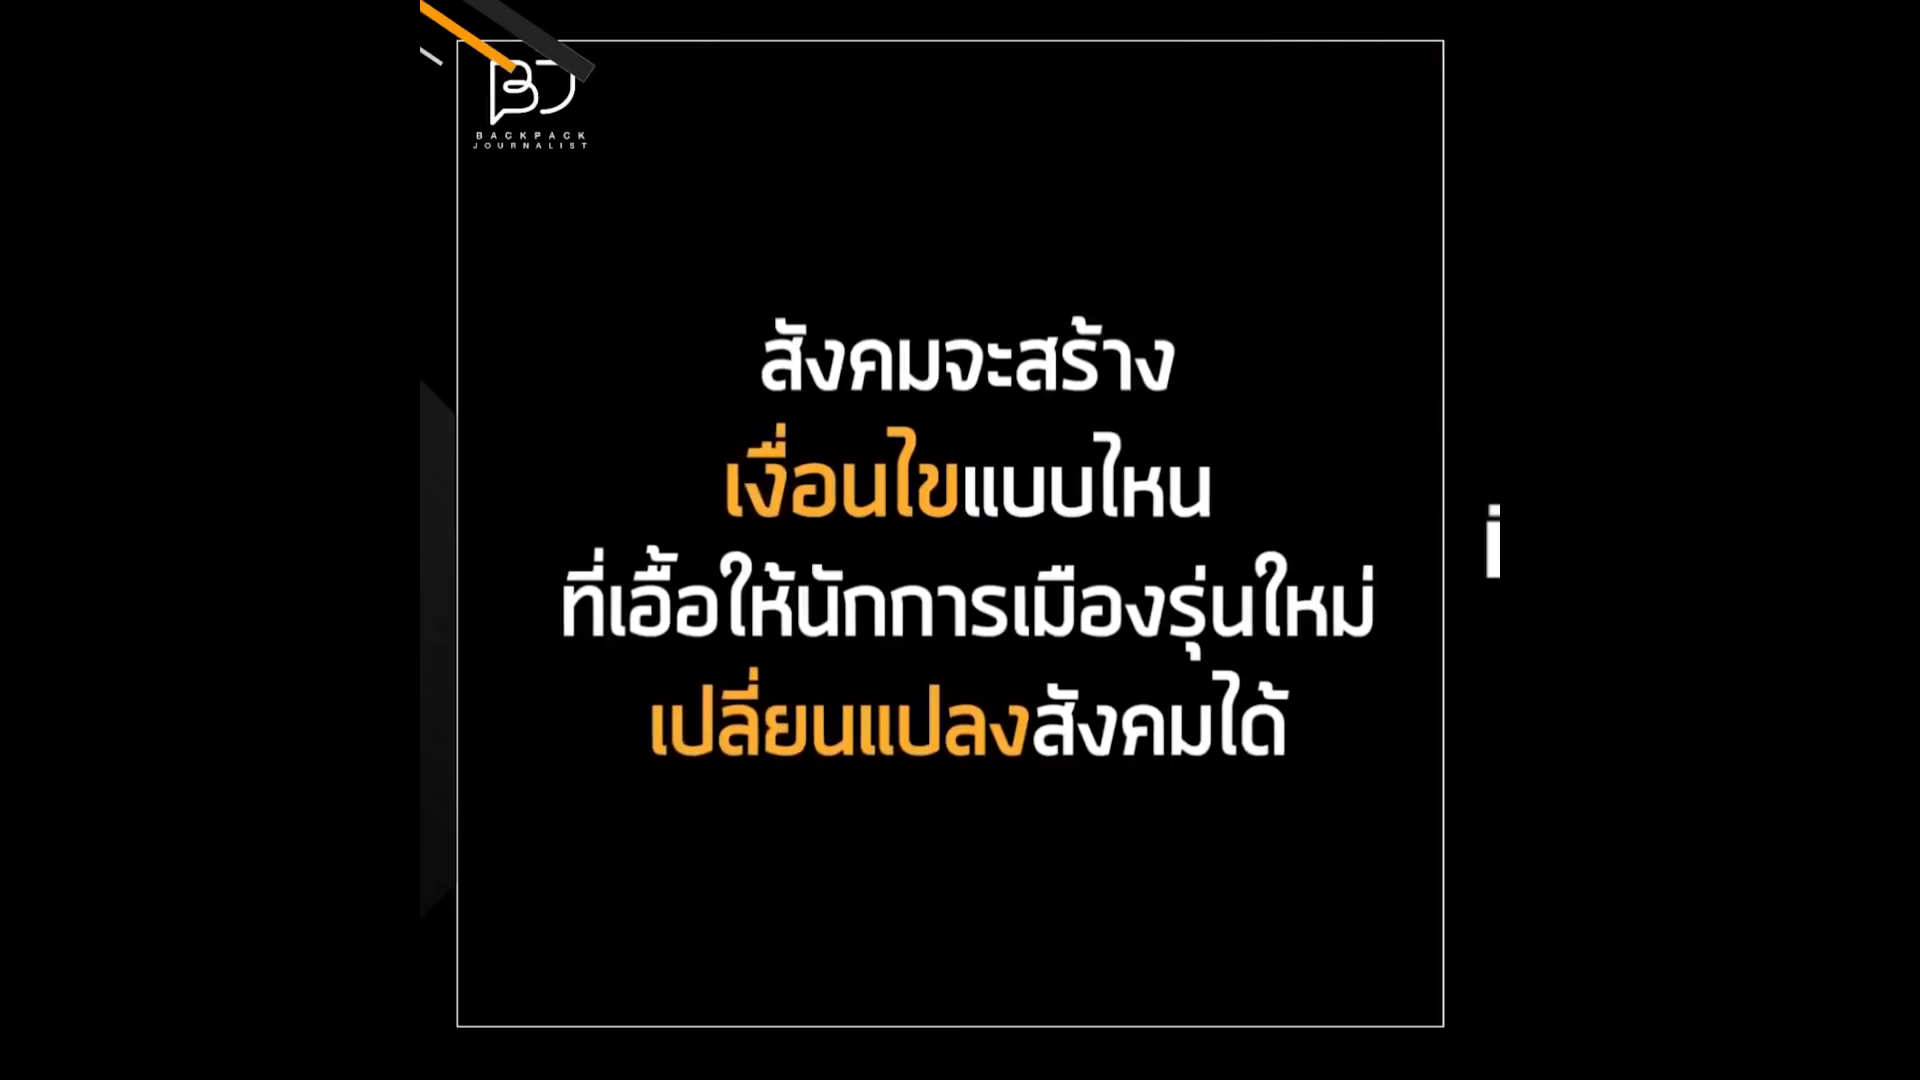 BACKPACK
JOURNALIST
สังคมจะสร้าง
เงื่อนไขแบบไหน
ที่เอื้อให้นักการเมืองรุ่นใหม่
เปลี่ยนแปลงสังคมได้